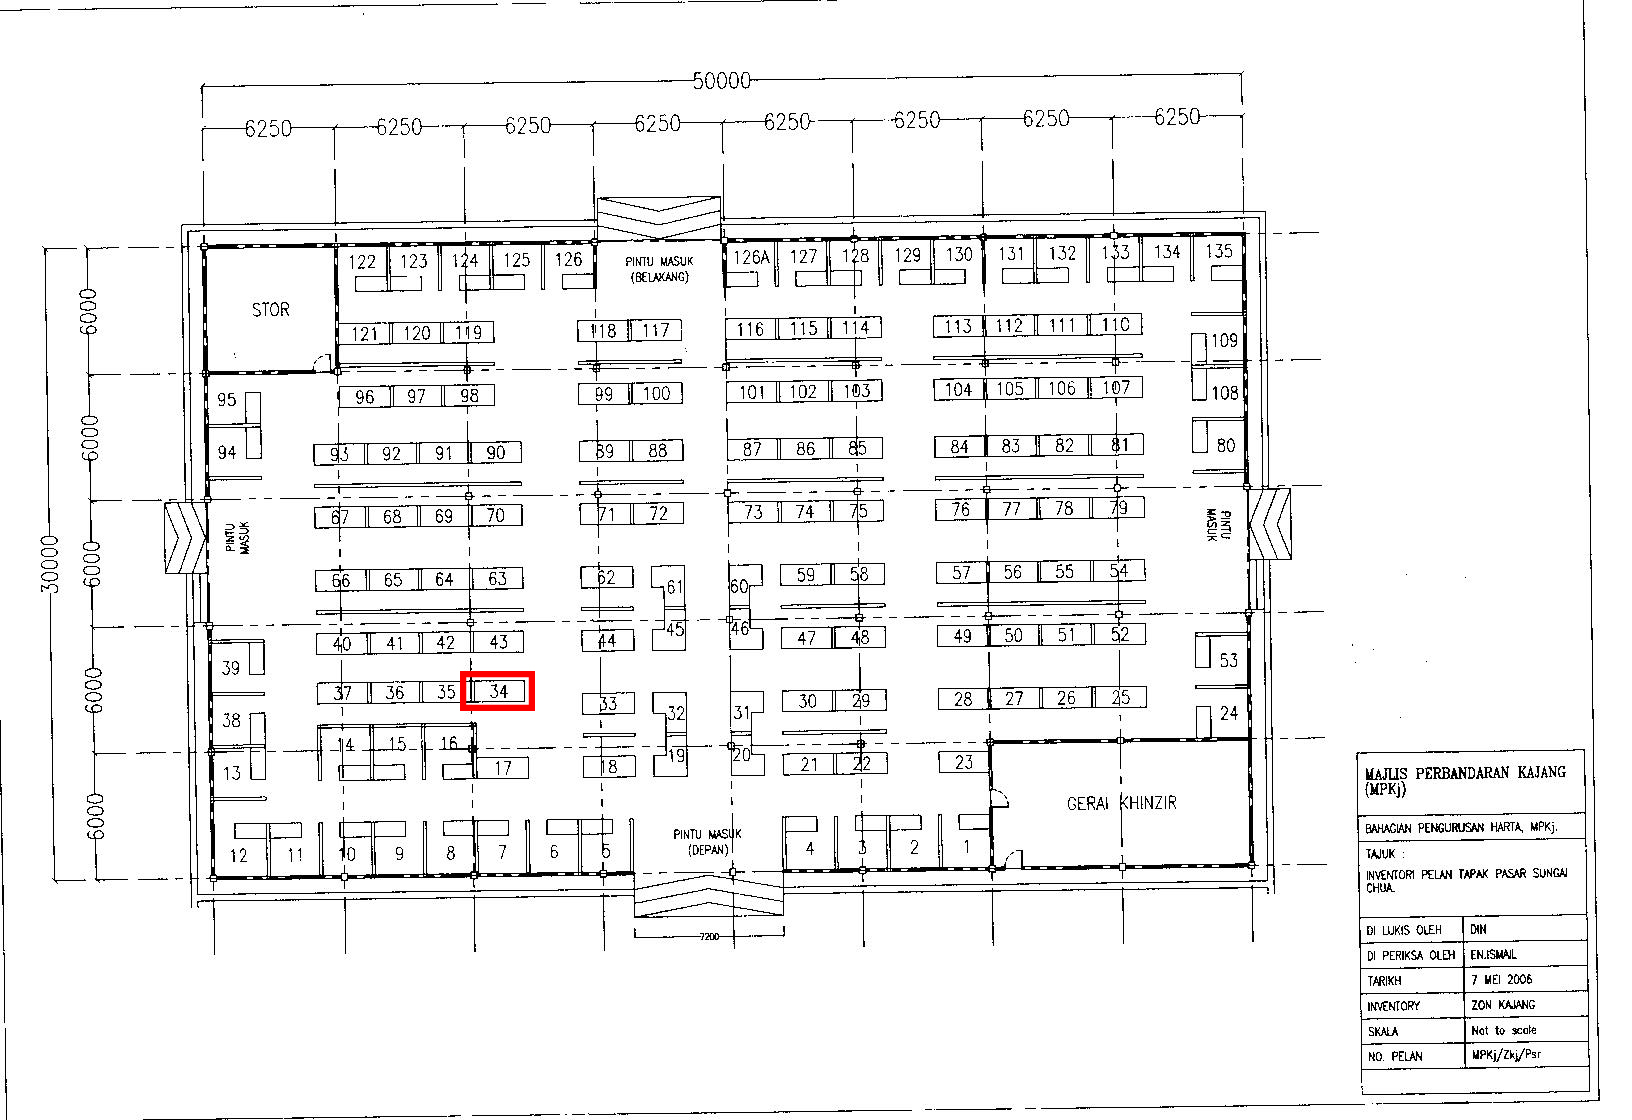 50000
6250 6250 6250 6250 6250 6250 6250 6250
122 123 124 125 126 PINTU MASUK (BELAKANG) 126A 127 128 129 130 131 132 133 134 135
6000 STOR
121 120 119 118 117 116 115 114 113 112 111 110
109
95 96 97 98 99 100 101 102 103 104 105 106 107 108
6000
94 93 92 91 90 89 88 87 86 85 84 83 82 81 80
67 68 69 70 71 72 73 74 75 76 77 78 79
PINTU MASUK
PINTU MASUK
30000 6000
66 65 64 63 62 61 60 59 58 57 56 55 54
40 41 42 43 44 45 46 47 48 49 50 51 52
39 53
6000
37 36 35 34 33 32 31 30 29 28 27 26 25
38 24
14 15 16
13 17 18 19 20 21 22 23
6000 GERAI KHINZIR
12 11 10 9 8 7 6 5 PINTU MASUK (DEPAN) 4 3 2 1
7200
MAJLIS PERBANDARAN KAJANG
(MPKj)
BAHAGIAN PENGURUSAN HARTA, MPKj.
TAJUK :
INVENTORI PELAN TAPAK PASAR SUNGAI
CHUA.
DI LUKIS OLEH DIN
DI PERIKSA OLEH EN.ISMAIL
TARIKH 7 MEI 2006
INVENTORY ZON KAJANG
SKALA Not to scale
NO. PELAN MPKj/Zkj/Psr